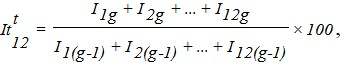 It^t_12 = (I_1g + I_2g + ... + I_12g) / (I_1(g-1) + I_2(g-1) + ... + I_12(g-1)) × 100,